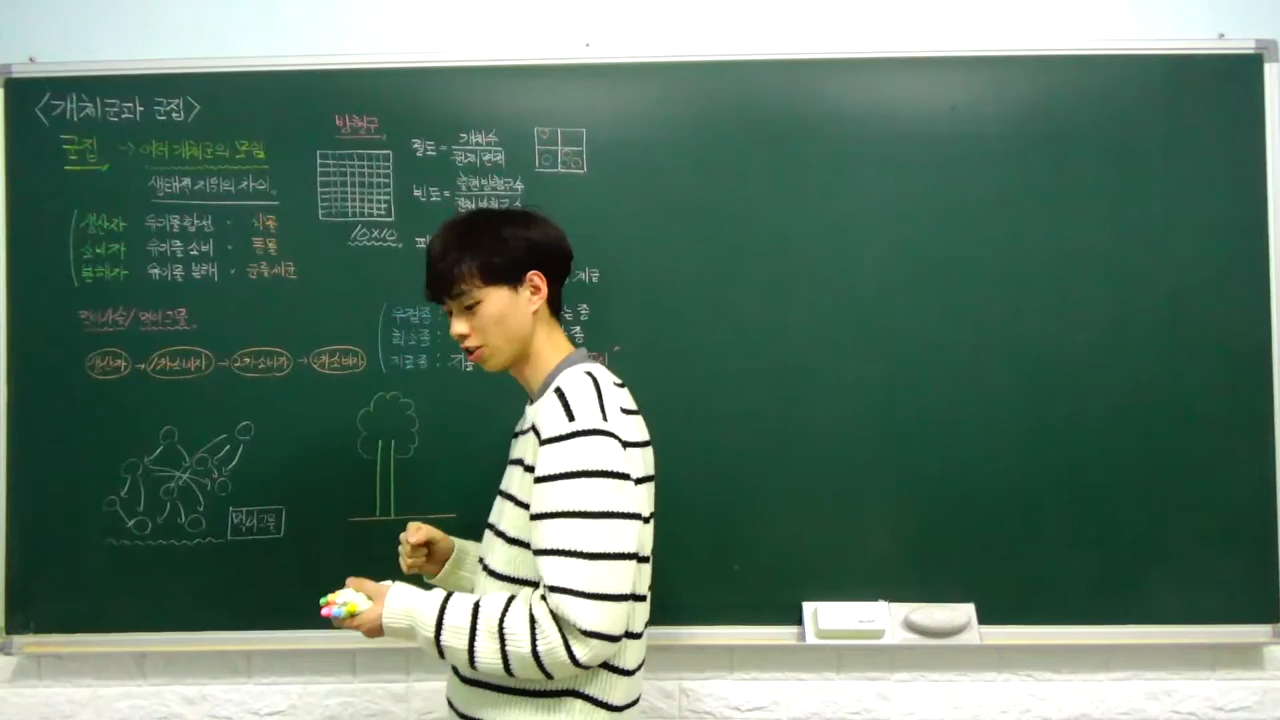 <개체군과 군집>
군집 → 여러 개체군의 모임
생태적 지위의 차이
생산자 유기물 합성 · 식물
소비자 유기물 소비 · 동물
분해자 유기물 분해 · 균류, 세균
먹이사슬 / 먹이그물
생산자 → 1차소비자 → 2차소비자 → 3차소비자
먹이그물
방형구
10×10
밀도 = 개체수 / 전체면적
빈도 = 출현방형구수 / 전체방형구수
피
우점종
는 종
희소종 :
종
지표종 :